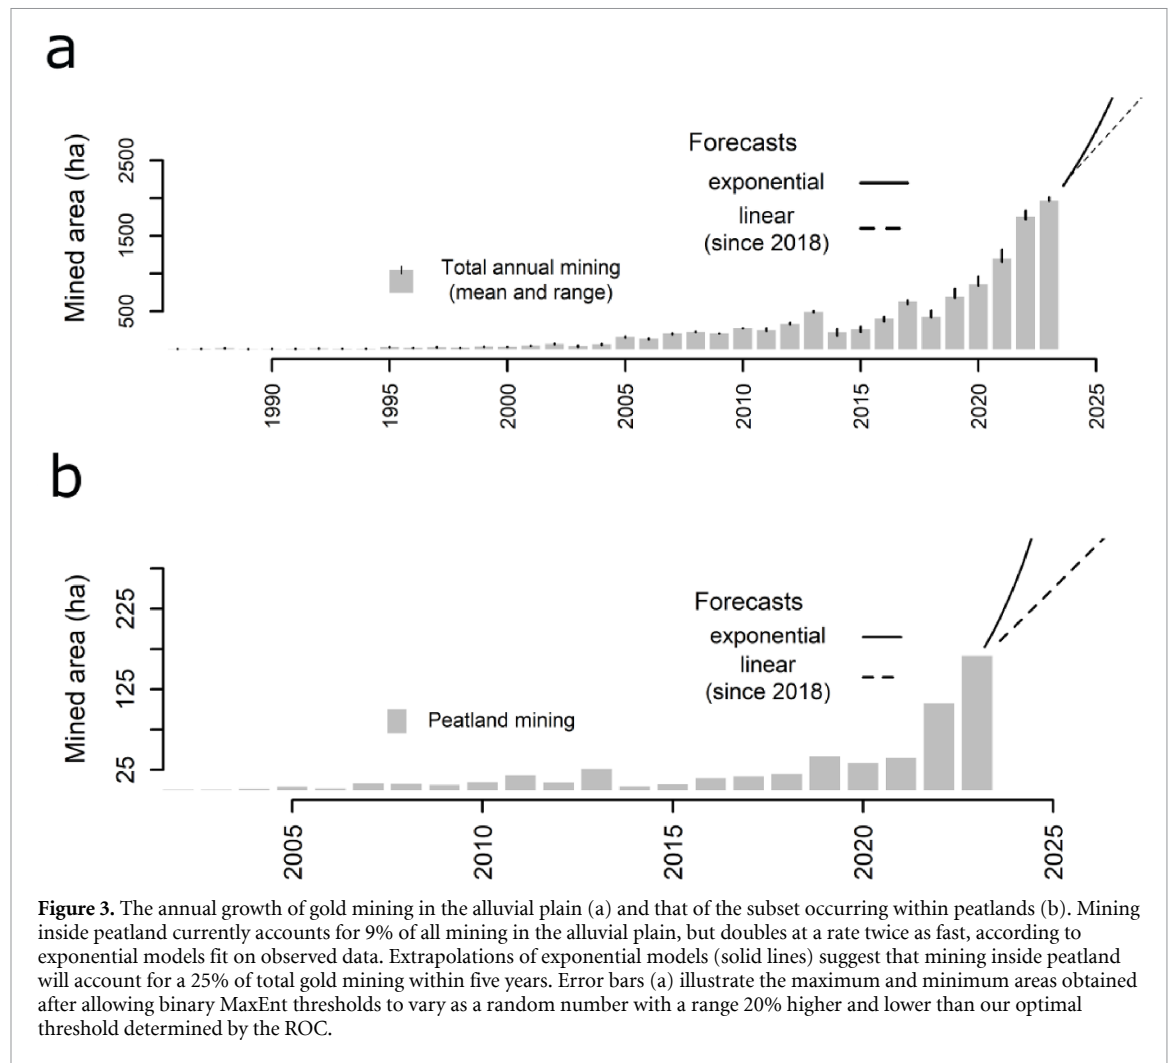 a
Mined area (ha)
2500
1500
500
Forecasts
exponential
linear
(since 2018)
Total annual mining
(mean and range)
1990
1995
2000
2005
2010
2015
2020
2025
b
Mined area (ha)
225
125
25
Forecasts
exponential
linear
(since 2018)
Peatland mining
2005
2010
2015
2020
2025
Figure 3. The annual growth of gold mining in the alluvial plain (a) and that of the subset occurring within peatlands (b). Mining
inside peatland currently accounts for 9% of all mining in the alluvial plain, but doubles at a rate twice as fast, according to
exponential models fit on observed data. Extrapolations of exponential models (solid lines) suggest that mining inside peatland
will account for a 25% of total gold mining within five years. Error bars (a) illustrate the maximum and minimum areas obtained
after allowing binary MaxEnt thresholds to vary as a random number with a range 20% higher and lower than our optimal
threshold determined by the ROC.